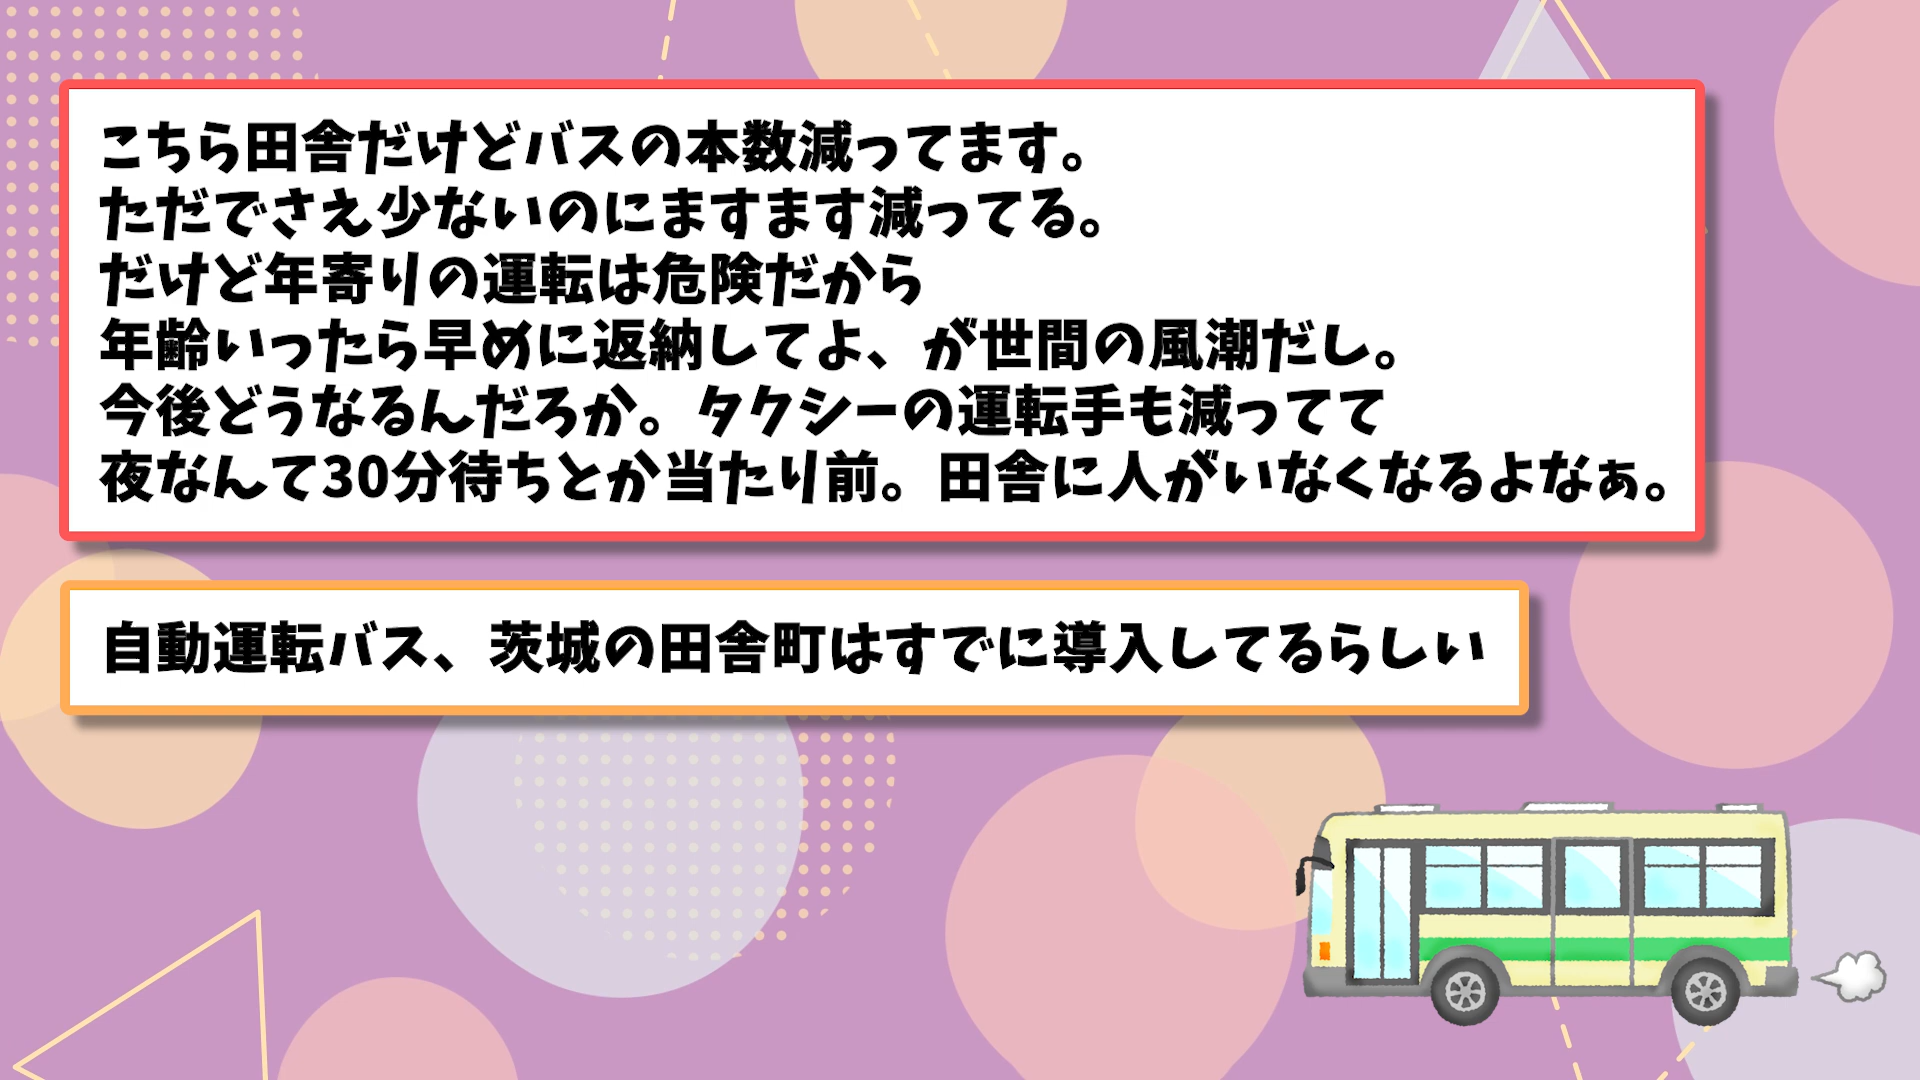 こちら田舎だけどバスの本数減ってます。
ただでさえ少ないのにますます減ってる。
だけど年寄りの運転は危険だから
年齢いったら早めに返納してよ、が世間の風潮だし。
今後どうなるんだろか。タクシーの運転手も減ってて
夜なんて30分待ちとか当たり前。田舎に人がいなくなるよなぁ。
自動運転バス、茨城の田舎町はすでに導入してるらしい